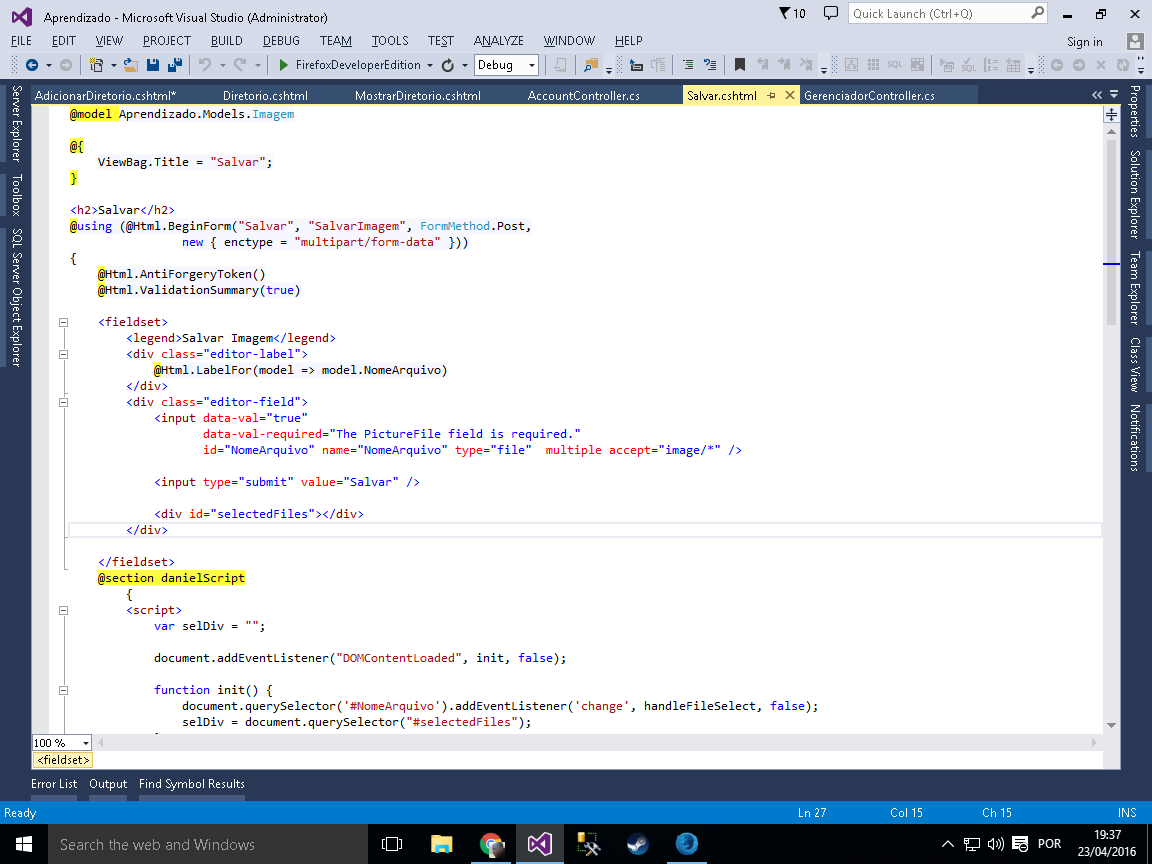 Aprendizado - Microsoft Visual Studio (Administrator)
10
Quick Launch (Ctrl+Q)
FILE EDIT VIEW PROJECT BUILD DEBUG TEAM TOOLS TEST ANALYZE WINDOW HELP
Sign in
FirefoxDeveloperEdition
Debug
SQL
Server Explorer
Toolbox
SQL Server Object Explorer
AdicionarDiretorio.cshtml* Diretorio.cshtml MostrarDiretorio.cshtml AccountController.cs Salvar.cshtml GerenciadorController.cs
@model Aprendizado.Models.Imagem
@{
ViewBag.Title = "Salvar";
}
<h2>Salvar</h2>
@using (@Html.BeginForm("Salvar", "SalvarImagem", FormMethod.Post,
new { enctype = "multipart/form-data" }))
{
@Html.AntiForgeryToken()
@Html.ValidationSummary(true)
<fieldset>
<legend>Salvar Imagem</legend>
<div class="editor-label">
@Html.LabelFor(model => model.NomeArquivo)
</div>
<div class="editor-field">
<input data-val="true"
data-val-required="The PictureFile field is required."
id="NomeArquivo" name="NomeArquivo" type="file"  multiple accept="image/*" />
<input type="submit" value="Salvar" />
<div id="selectedFiles"></div>
</div>
</fieldset>
@section danielScript
{
<script>
var selDiv = "";
document.addEventListener("DOMContentLoaded", init, false);
function init() {
document.querySelector('#NomeArquivo').addEventListener('change', handleFileSelect, false);
selDiv = document.querySelector("#selectedFiles");
Properties
Solution Explorer
Team Explorer
Class View
Notifications
100 %
<fieldset>
Error List Output Find Symbol Results
Ready Ln 27 Col 15 Ch 15 INS
Search the web and Windows
POR
19:37
23/04/2016